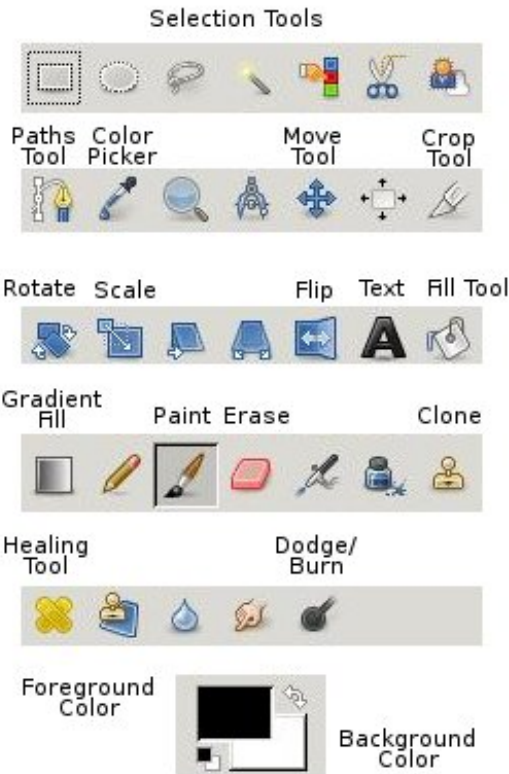 Selection Tools
Paths Color Move Crop
Tool Picker Tool Tool
Rotate Scale Flip Text Fill Tool
Gradient
Fill Paint Erase Clone
Healing Dodge/
Tool Burn
Foreground
Color
Background
Color